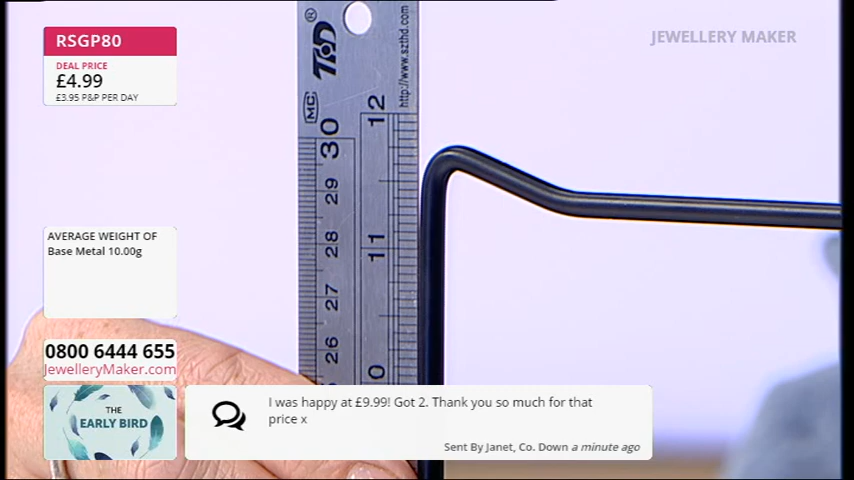 RSGP80
DEAL PRICE
£4.99
£3.95 P&P PER DAY
JEWELLERY MAKER
®
http://www.szthd.com
MC
12
30
29
28
11
27
26
AVERAGE WEIGHT OF
Base Metal 10.00g
0800 6444 655
JewelleryMaker.com
THE
EARLY BIRD
I was happy at £9.99! Got 2. Thank you so much for that
price x
Sent By Janet, Co. Down a minute ago